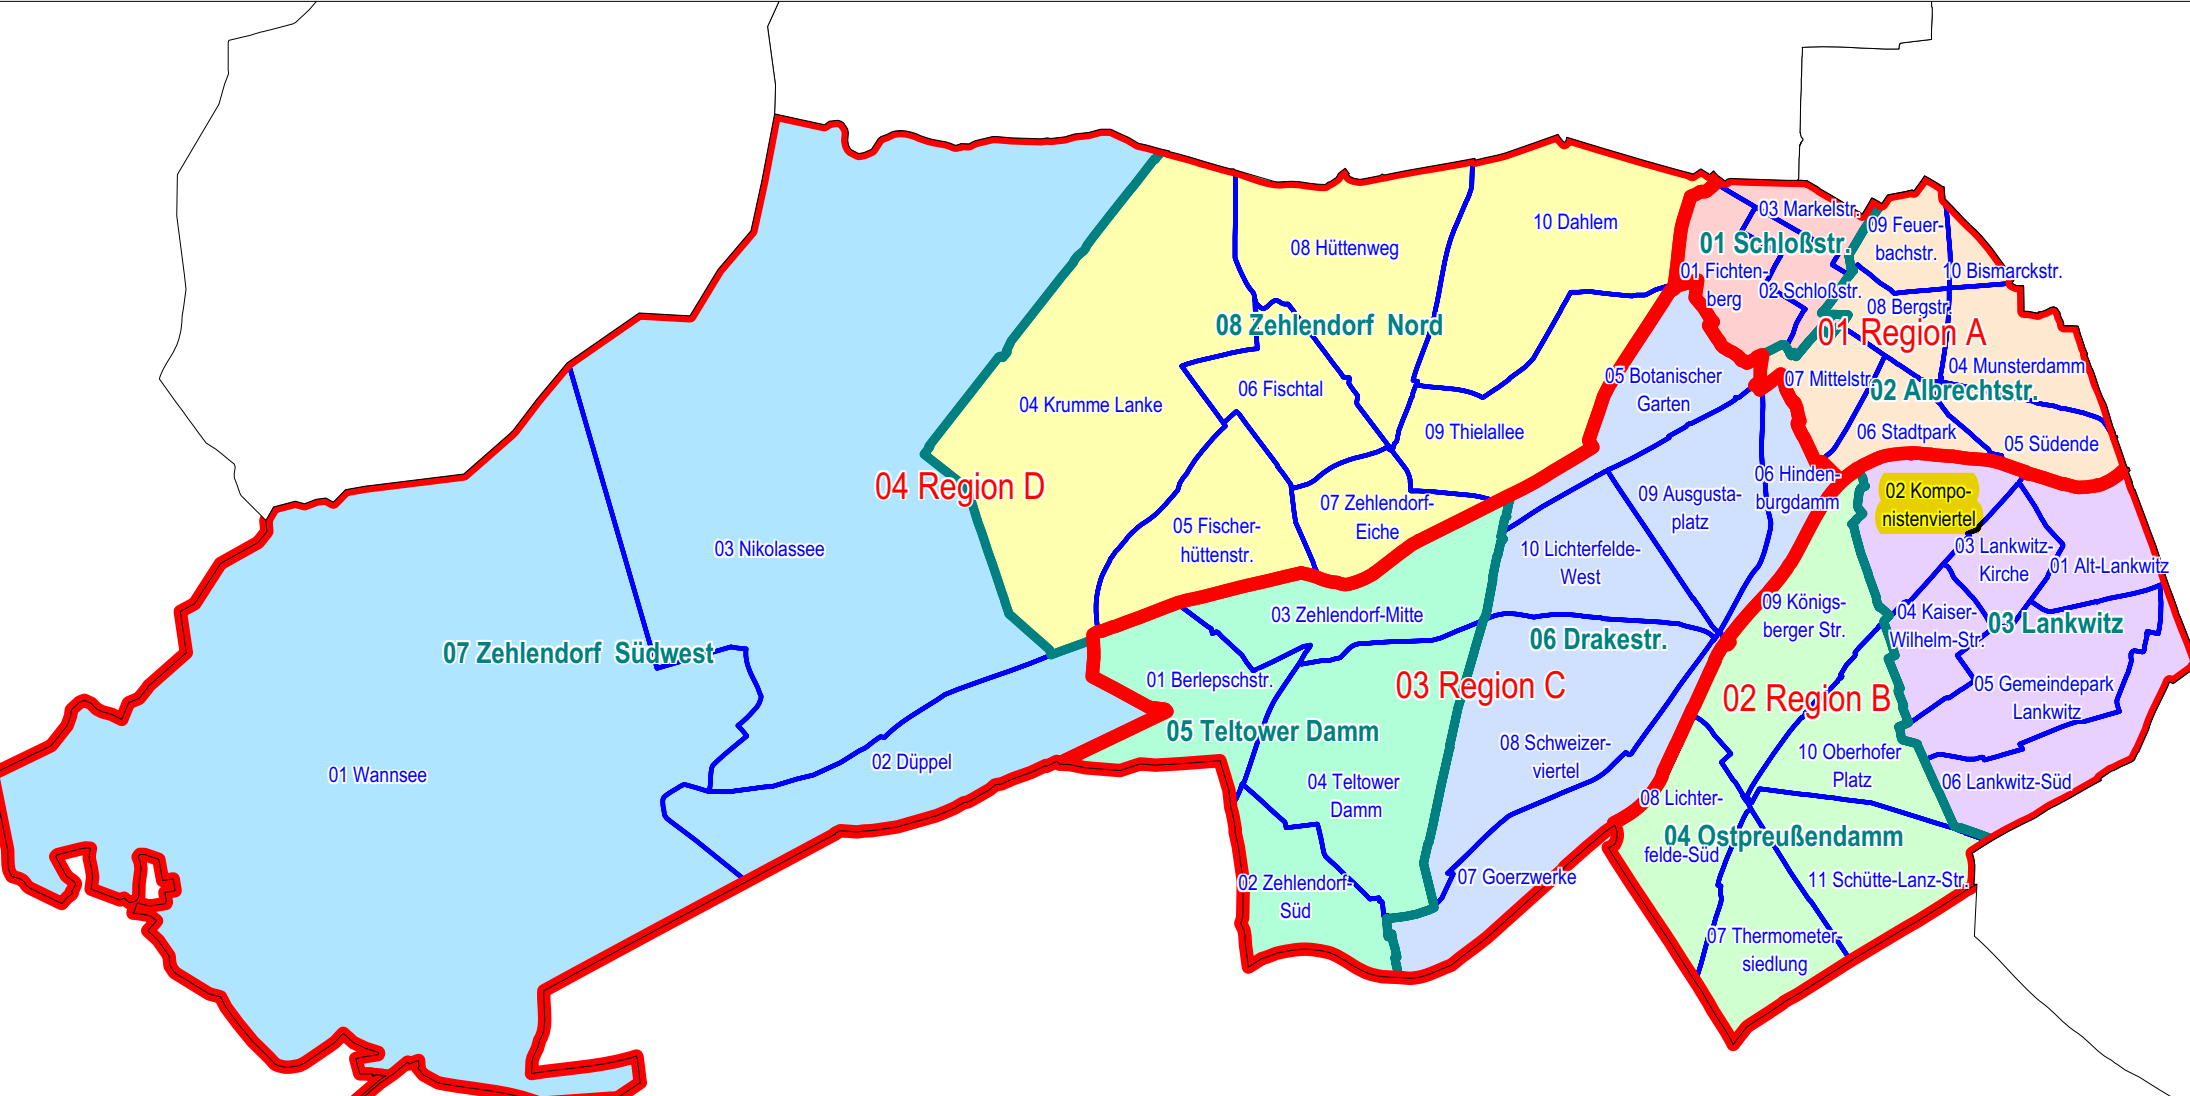 03 Markelstr.
09 Feuer-
bachstr.
10 Dahlem
01 Schloßstr.
08 Hüttenweg
01 Fichten-
berg
10 Bismarckstr.
02 Schloßstr.
08 Bergstr.
08 Zehlendorf Nord
01 Region A
04 Munsterdamm
05 Botanischer
Garten
07 Mittelstr.
02 Albrechtstr.
06 Fischtal
04 Krumme Lanke
09 Thielallee
06 Stadtpark
05 Südende
04 Region D
06 Hinden-
burgdamm
02 Kompo-
nistenviertel
09 Ausgusta-
platz
07 Zehlendorf-
Eiche
05 Fischer-
hüttenstr.
03 Nikolassee
10 Lichterfelde-
West
03 Lankwitz-
Kirche
01 Alt-Lankwitz
09 Königs-
berger Str.
04 Kaiser-
Wilhelm-Str.
03 Lankwitz
03 Zehlendorf-Mitte
06 Drakestr.
07 Zehlendorf Südwest
01 Berlepschstr.
03 Region C
02 Region B
05 Gemeindepark
Lankwitz
05 Teltower Damm
08 Schweizer-
viertel
10 Oberhofer
Platz
02 Düppel
01 Wannsee
04 Teltower
Damm
06 Lankwitz-Süd
08 Lichter-
felde-Süd
04 Ostpreußendamm
02 Zehlendorf-
Süd
07 Goerzwerke
11 Schütte-Lanz-Str.
07 Thermometer-
siedlung